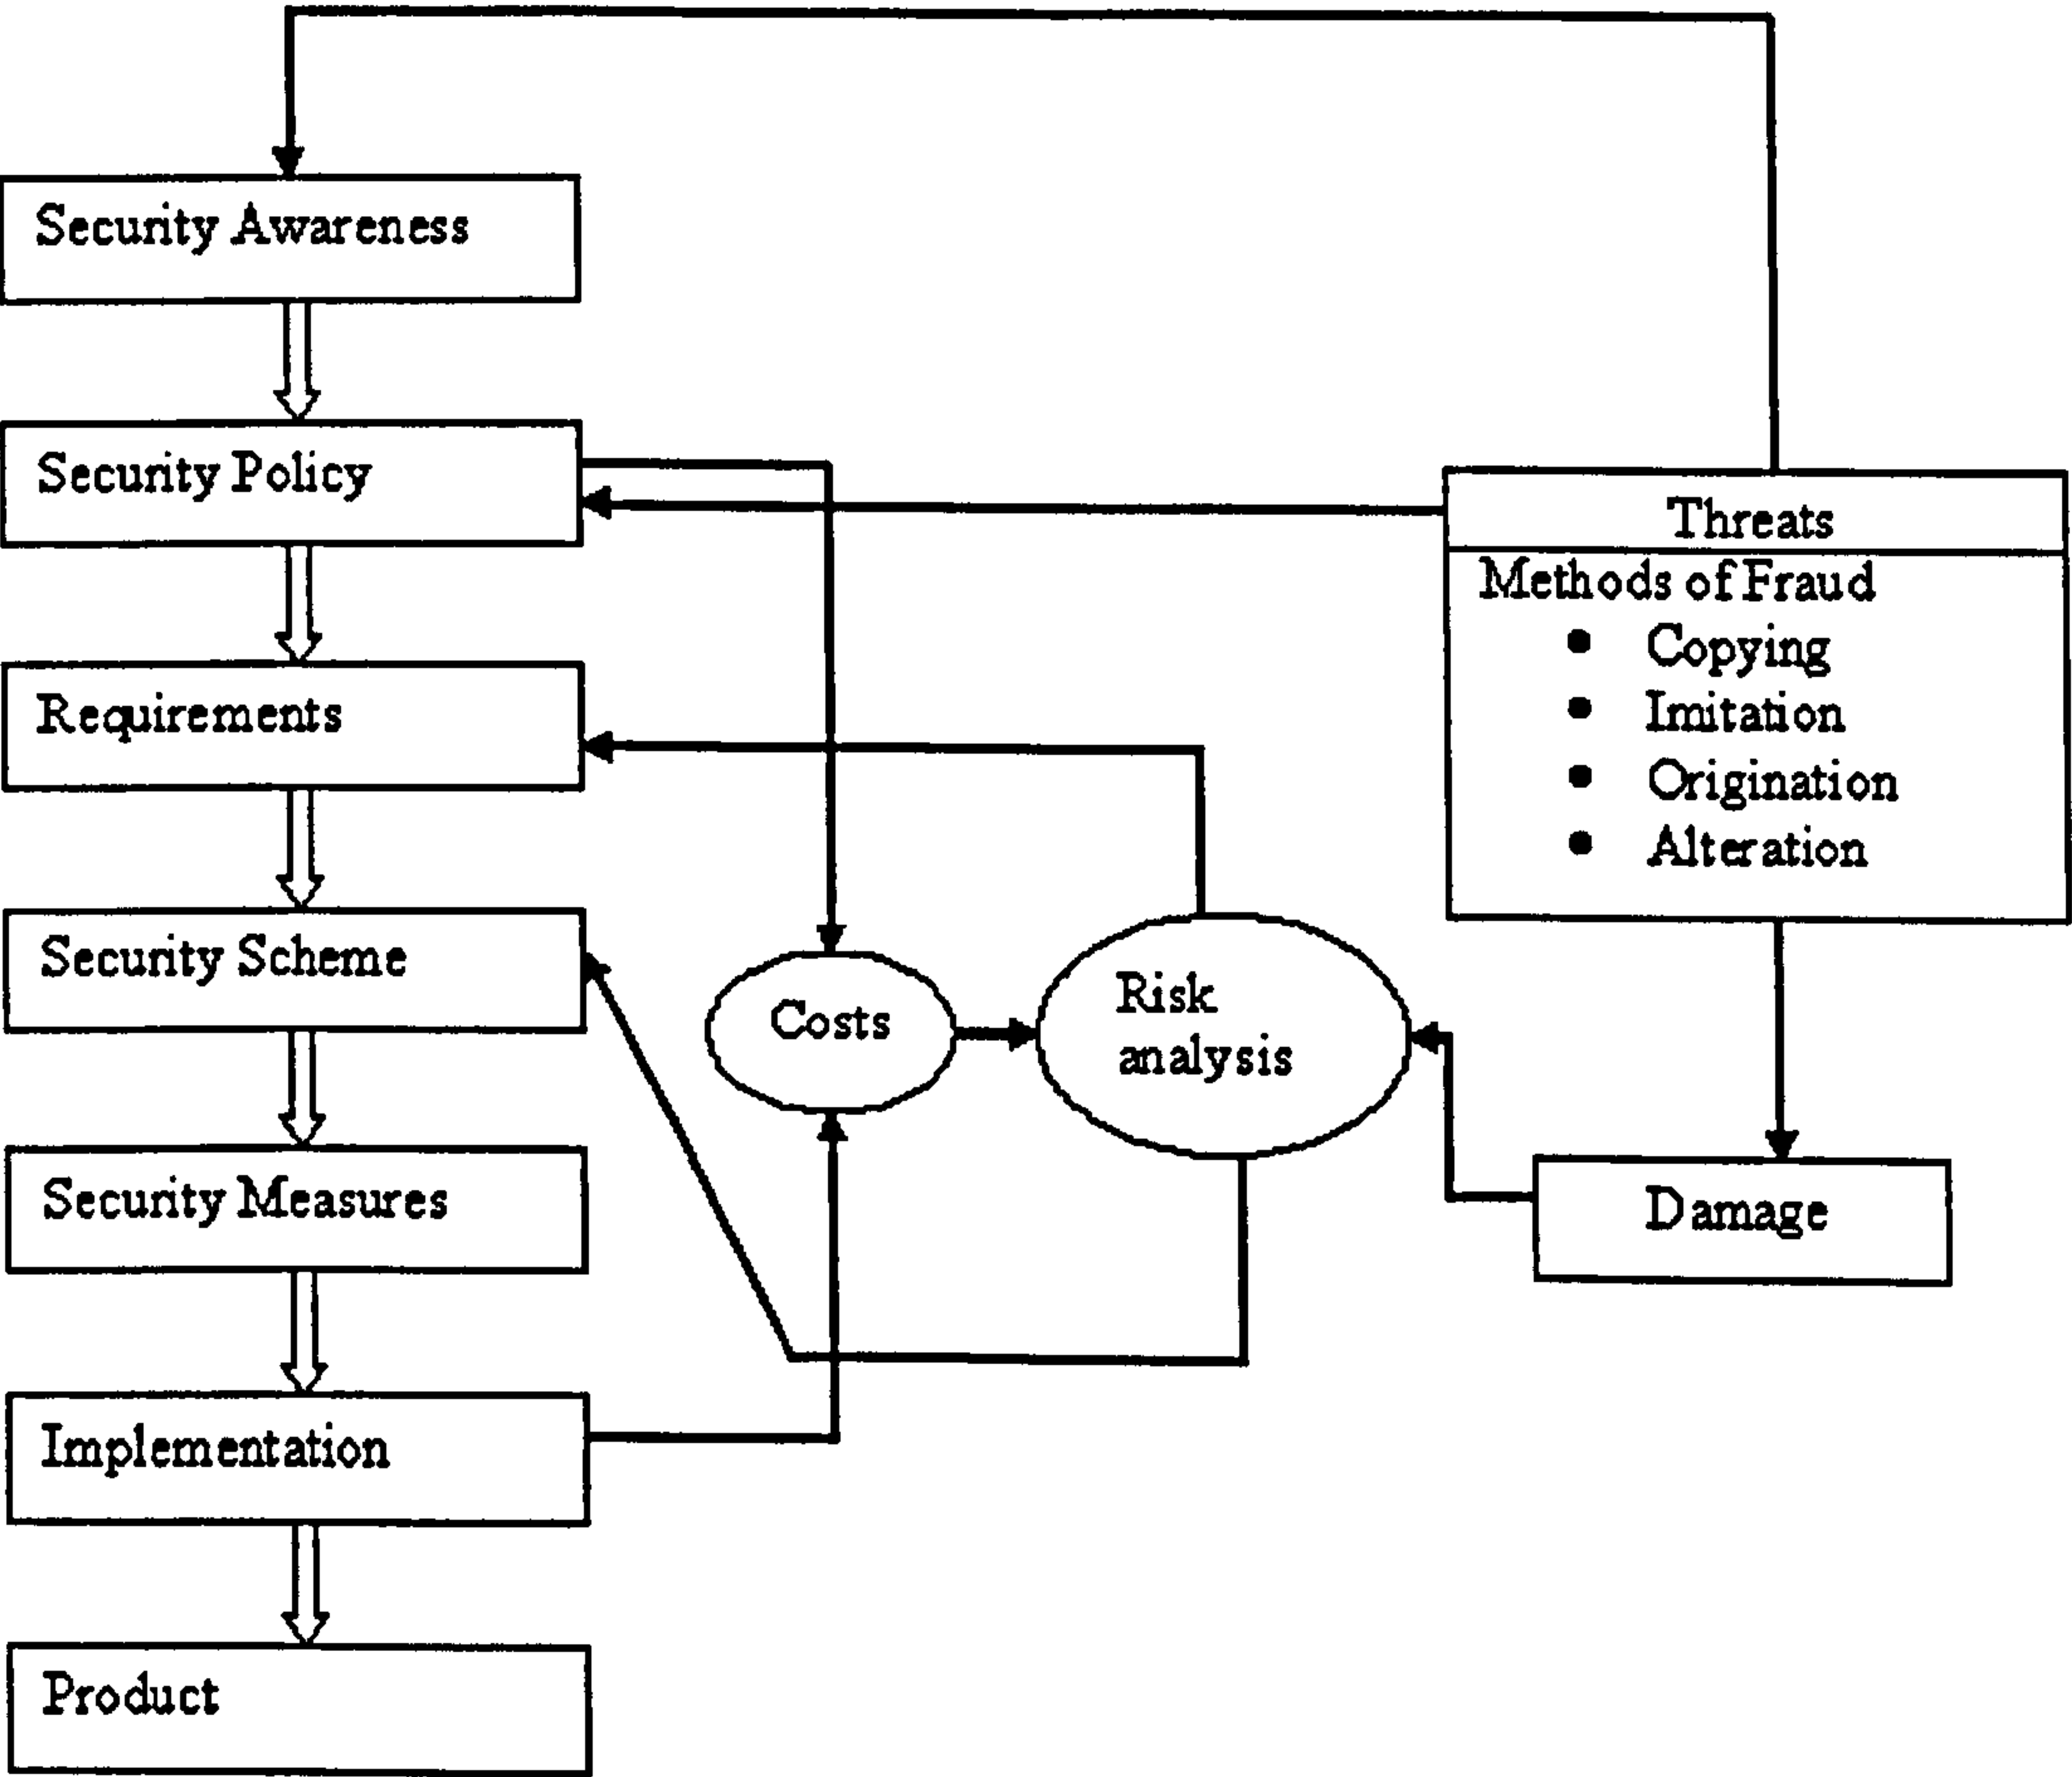 Security Awareness
Security Policy
Requirements
Security Scheme
Security Measures
Implementation
Product
Costs
Risk
analysis
Threats
Methods of Fraud
• Copying
• Imitation
• Origination
• Alteration
Damage